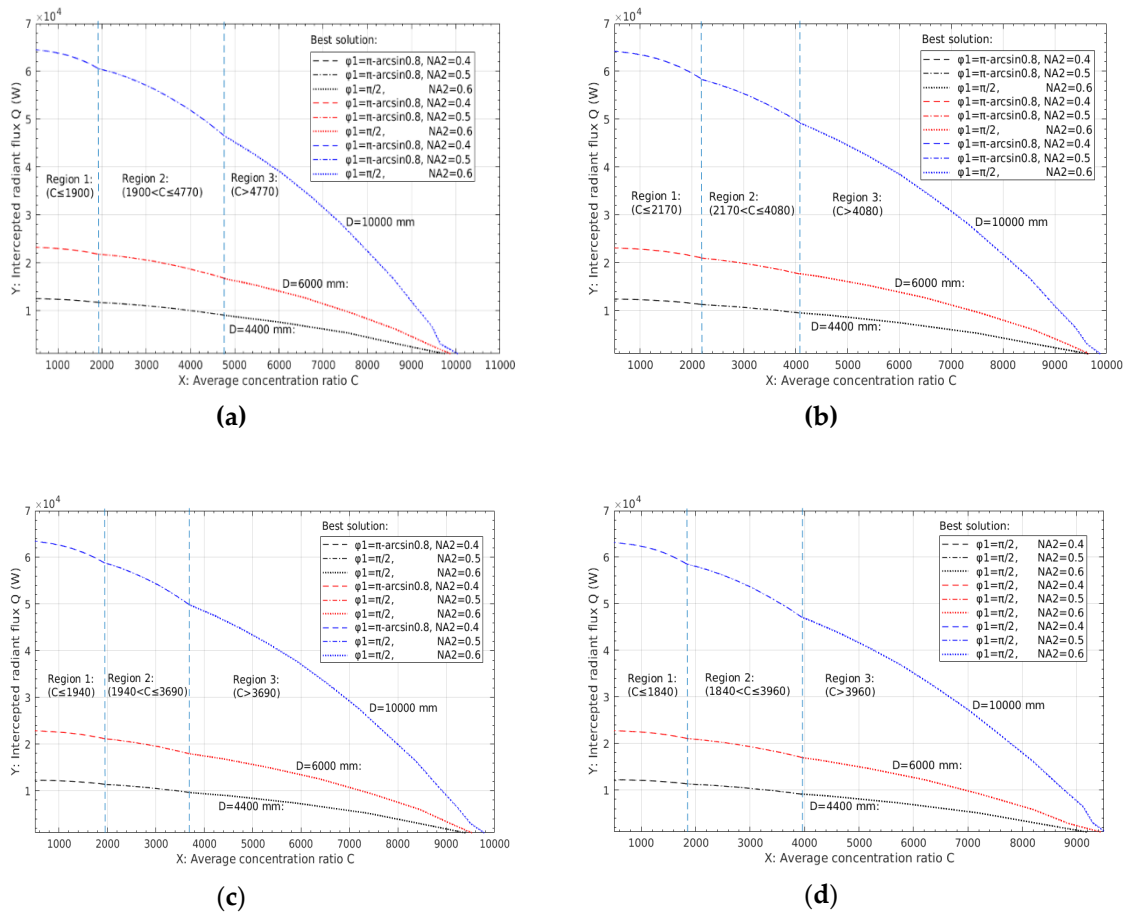 ×10⁴
Y: Intercepted radiant flux Q (W)
7
6
5
4
3
2
1
Best solution:
φ1=π-arcsin0.8, NA2=0.4
φ1=π-arcsin0.8, NA2=0.5
φ1=π/2, NA2=0.6
φ1=π-arcsin0.8, NA2=0.4
φ1=π-arcsin0.8, NA2=0.5
φ1=π/2, NA2=0.6
φ1=π-arcsin0.8, NA2=0.4
φ1=π-arcsin0.8, NA2=0.5
φ1=π/2, NA2=0.6
Region 1:
(C≤1900)
Region 2:
(1900<C≤4770)
Region 3:
(C>4770)
D=10000 mm
D=6000 mm:
D=4400 mm:
1000 2000 3000 4000 5000 6000 7000 8000 9000 10000 11000
X: Average concentration ratio C
(a)
×10⁴
Y: Intercepted radiant flux Q (W)
7
6
5
4
3
2
1
Best solution:
φ1=π-arcsin0.8, NA2=0.4
φ1=π-arcsin0.8, NA2=0.5
φ1=π/2, NA2=0.6
φ1=π-arcsin0.8, NA2=0.4
φ1=π-arcsin0.8, NA2=0.5
φ1=π/2, NA2=0.6
φ1=π-arcsin0.8, NA2=0.4
φ1=π-arcsin0.8, NA2=0.5
φ1=π/2, NA2=0.6
Region 1:
(C≤2170)
Region 2:
(2170<C≤4080)
Region 3:
(C>4080)
D=10000 mm
D=6000 mm:
D=4400 mm:
1000 2000 3000 4000 5000 6000 7000 8000 9000 10000
X: Average concentration ratio C
(b)
×10⁴
Y: Intercepted radiant flux Q (W)
7
6
5
4
3
2
1
Best solution:
φ1=π-arcsin0.8, NA2=0.4
φ1=π/2, NA2=0.5
φ1=π/2, NA2=0.6
φ1=π-arcsin0.8, NA2=0.4
φ1=π/2, NA2=0.5
φ1=π/2, NA2=0.6
φ1=π-arcsin0.8, NA2=0.4
φ1=π/2, NA2=0.5
φ1=π/2, NA2=0.6
Region 1:
(C≤1940)
Region 2:
(1940<C≤3690)
Region 3:
(C>3690)
D=10000 mm
D=6000 mm:
D=4400 mm:
1000 2000 3000 4000 5000 6000 7000 8000 9000 10000
X: Average concentration ratio C
(c)
×10⁴
Y: Intercepted radiant flux Q (W)
7
6
5
4
3
2
1
Best solution:
φ1=π/2, NA2=0.4
φ1=π/2, NA2=0.5
φ1=π/2, NA2=0.6
φ1=π/2, NA2=0.4
φ1=π/2, NA2=0.5
φ1=π/2, NA2=0.6
φ1=π/2, NA2=0.4
φ1=π/2, NA2=0.5
φ1=π/2, NA2=0.6
Region 1:
(C≤1840)
Region 2:
(1840<C≤3960)
Region 3:
(C>3960)
D=10000 mm
D=6000 mm:
D=4400 mm:
1000 2000 3000 4000 5000 6000 7000 8000 9000
X: Average concentration ratio C
(d)